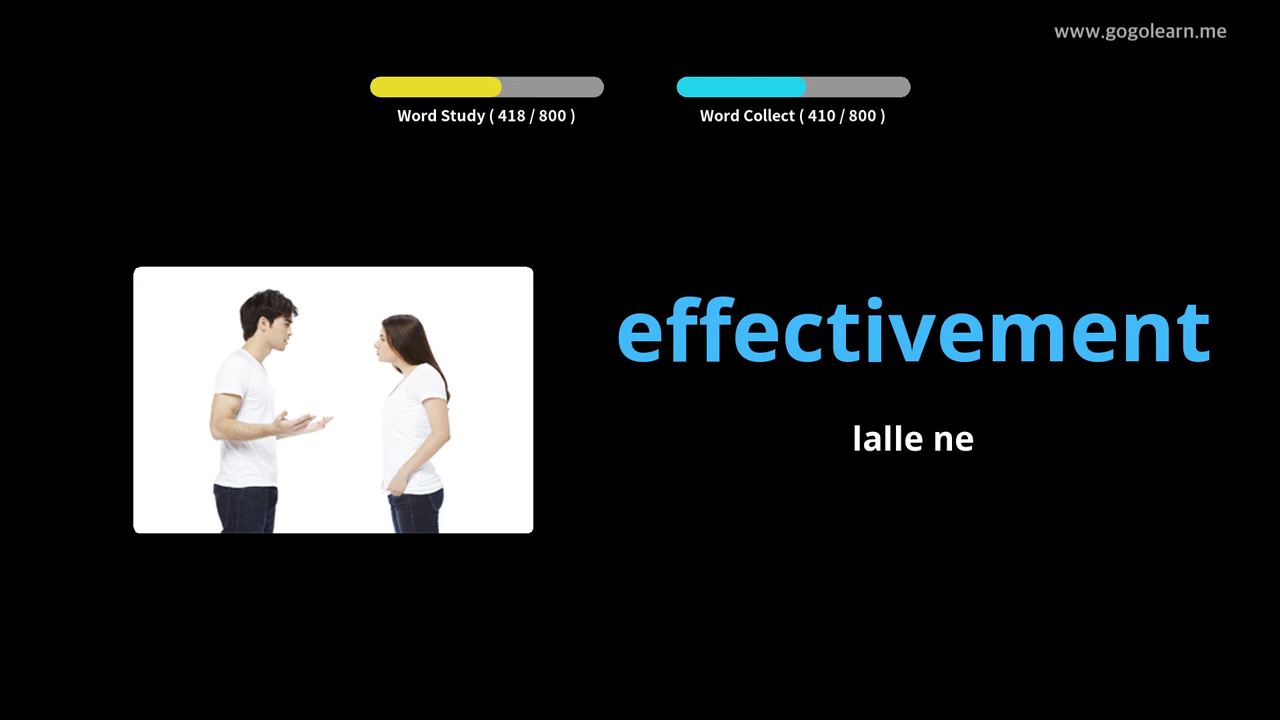 www.gogolearn.me
Word Study ( 418 / 800 )
Word Collect ( 410 / 800 )
effectivement
lalle ne